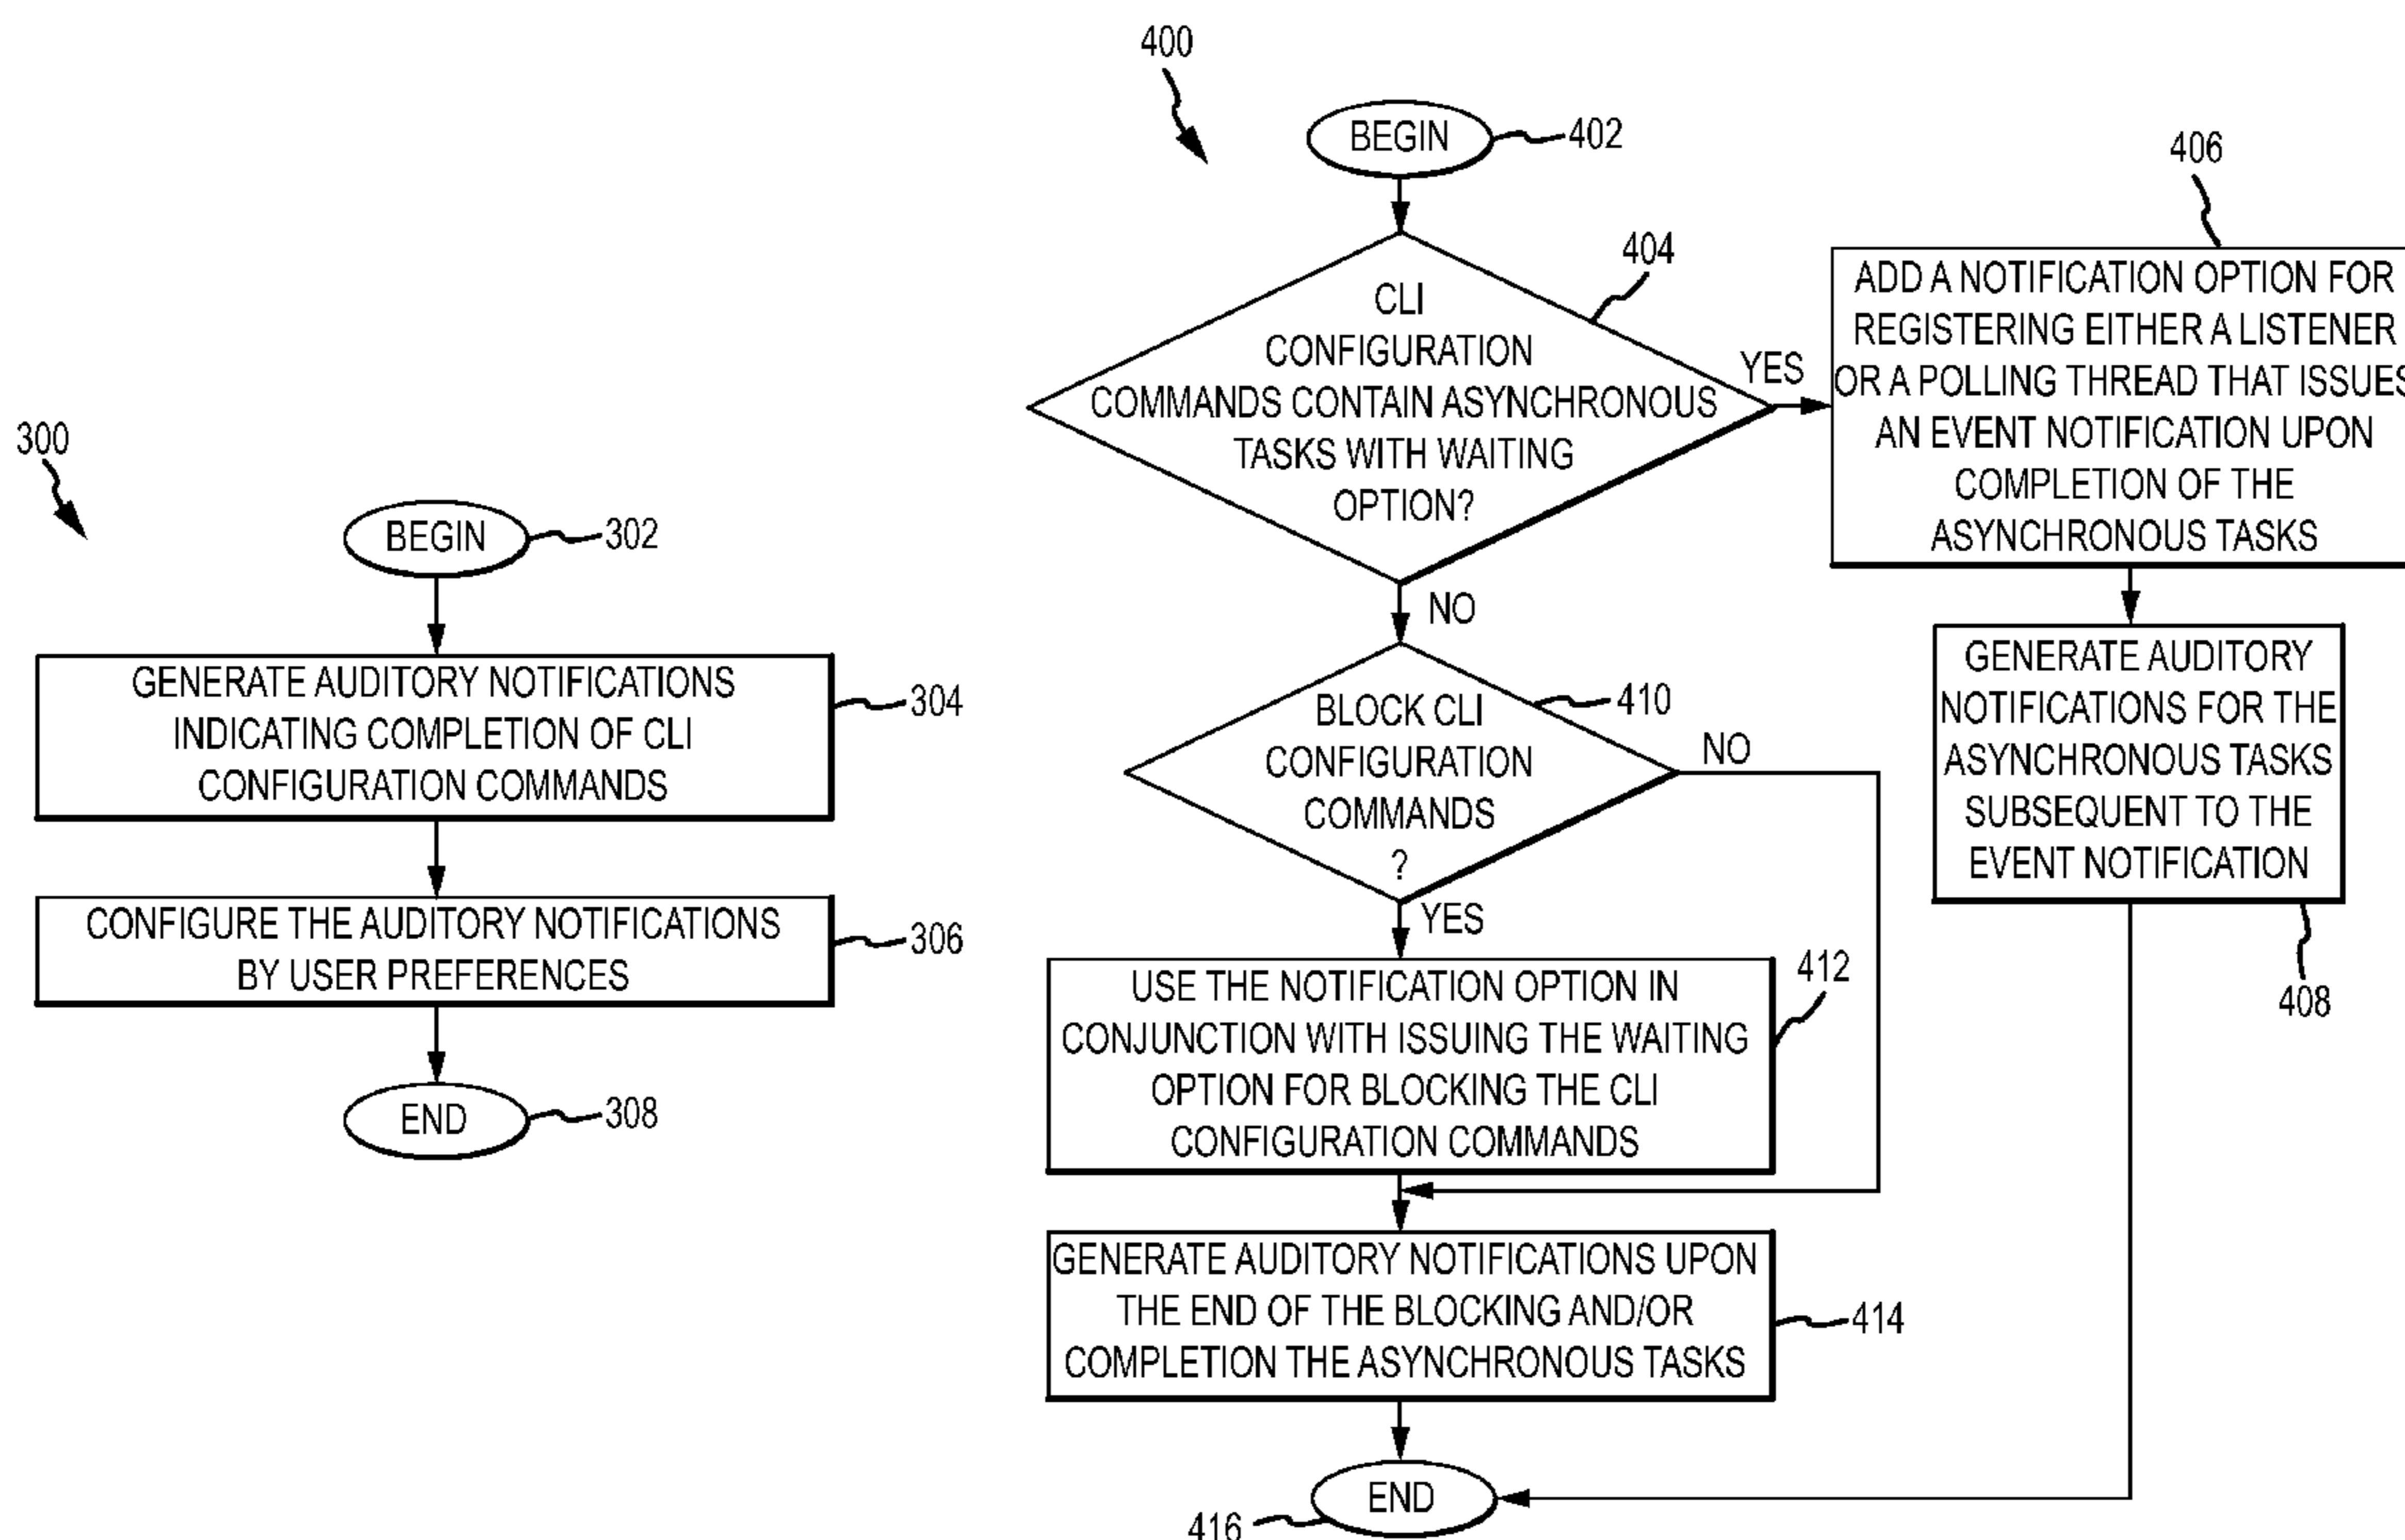 300
BEGIN
302
GENERATE AUDITORY NOTIFICATIONS
INDICATING COMPLETION OF CLI
CONFIGURATION COMMANDS
304
CONFIGURE THE AUDITORY NOTIFICATIONS
BY USER PREFERENCES
306
END
308
400
BEGIN
402
CLI
CONFIGURATION
COMMANDS CONTAIN ASYNCHRONOUS
TASKS WITH WAITING
OPTION?
404
YES
406
ADD A NOTIFICATION OPTION FOR
REGISTERING EITHER A LISTENER
OR A POLLING THREAD THAT ISSUES
AN EVENT NOTIFICATION UPON
COMPLETION OF THE
ASYNCHRONOUS TASKS
GENERATE AUDITORY
NOTIFICATIONS FOR THE
ASYNCHRONOUS TASKS
SUBSEQUENT TO THE
EVENT NOTIFICATION
408
NO
BLOCK CLI
CONFIGURATION
COMMANDS
?
410
NO
YES
USE THE NOTIFICATION OPTION IN
CONJUNCTION WITH ISSUING THE WAITING
OPTION FOR BLOCKING THE CLI
CONFIGURATION COMMANDS
412
GENERATE AUDITORY NOTIFICATIONS UPON
THE END OF THE BLOCKING AND/OR
COMPLETION THE ASYNCHRONOUS TASKS
414
END
416